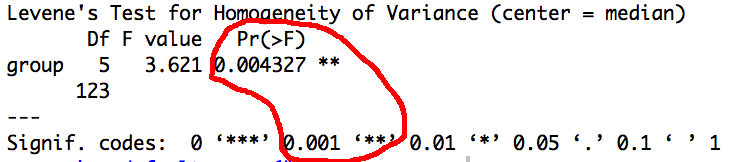 Levene's Test for Homogeneity of Variance (center = median)
Df F value Pr(>F)
group 5 3.621 0.004327 **
123
---
Signif. codes: 0 ‘***’ 0.001 ‘**’ 0.01 ‘*’ 0.05 ‘.’ 0.1 ‘ ’ 1